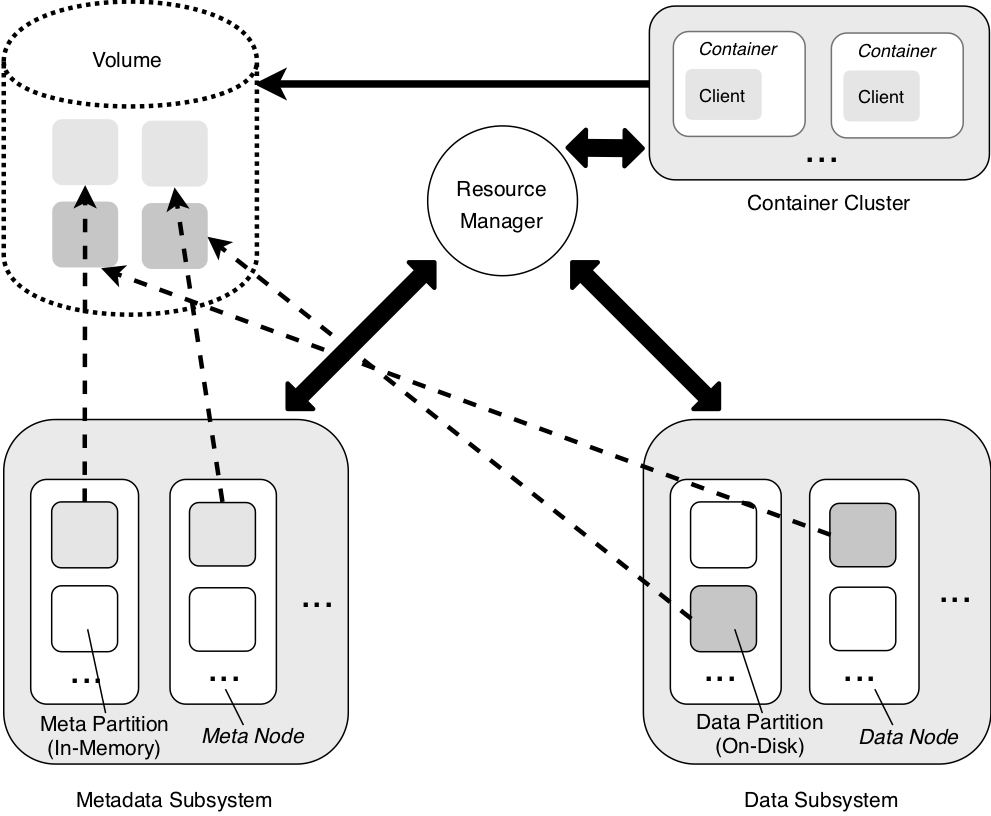 Volume
Container
Client
Container
Client
...
Container Cluster
Resource
Manager
...
...
...
Meta Partition
(In-Memory)
Meta Node
Metadata Subsystem
...
...
...
Data Partition
(On-Disk)
Data Node
Data Subsystem